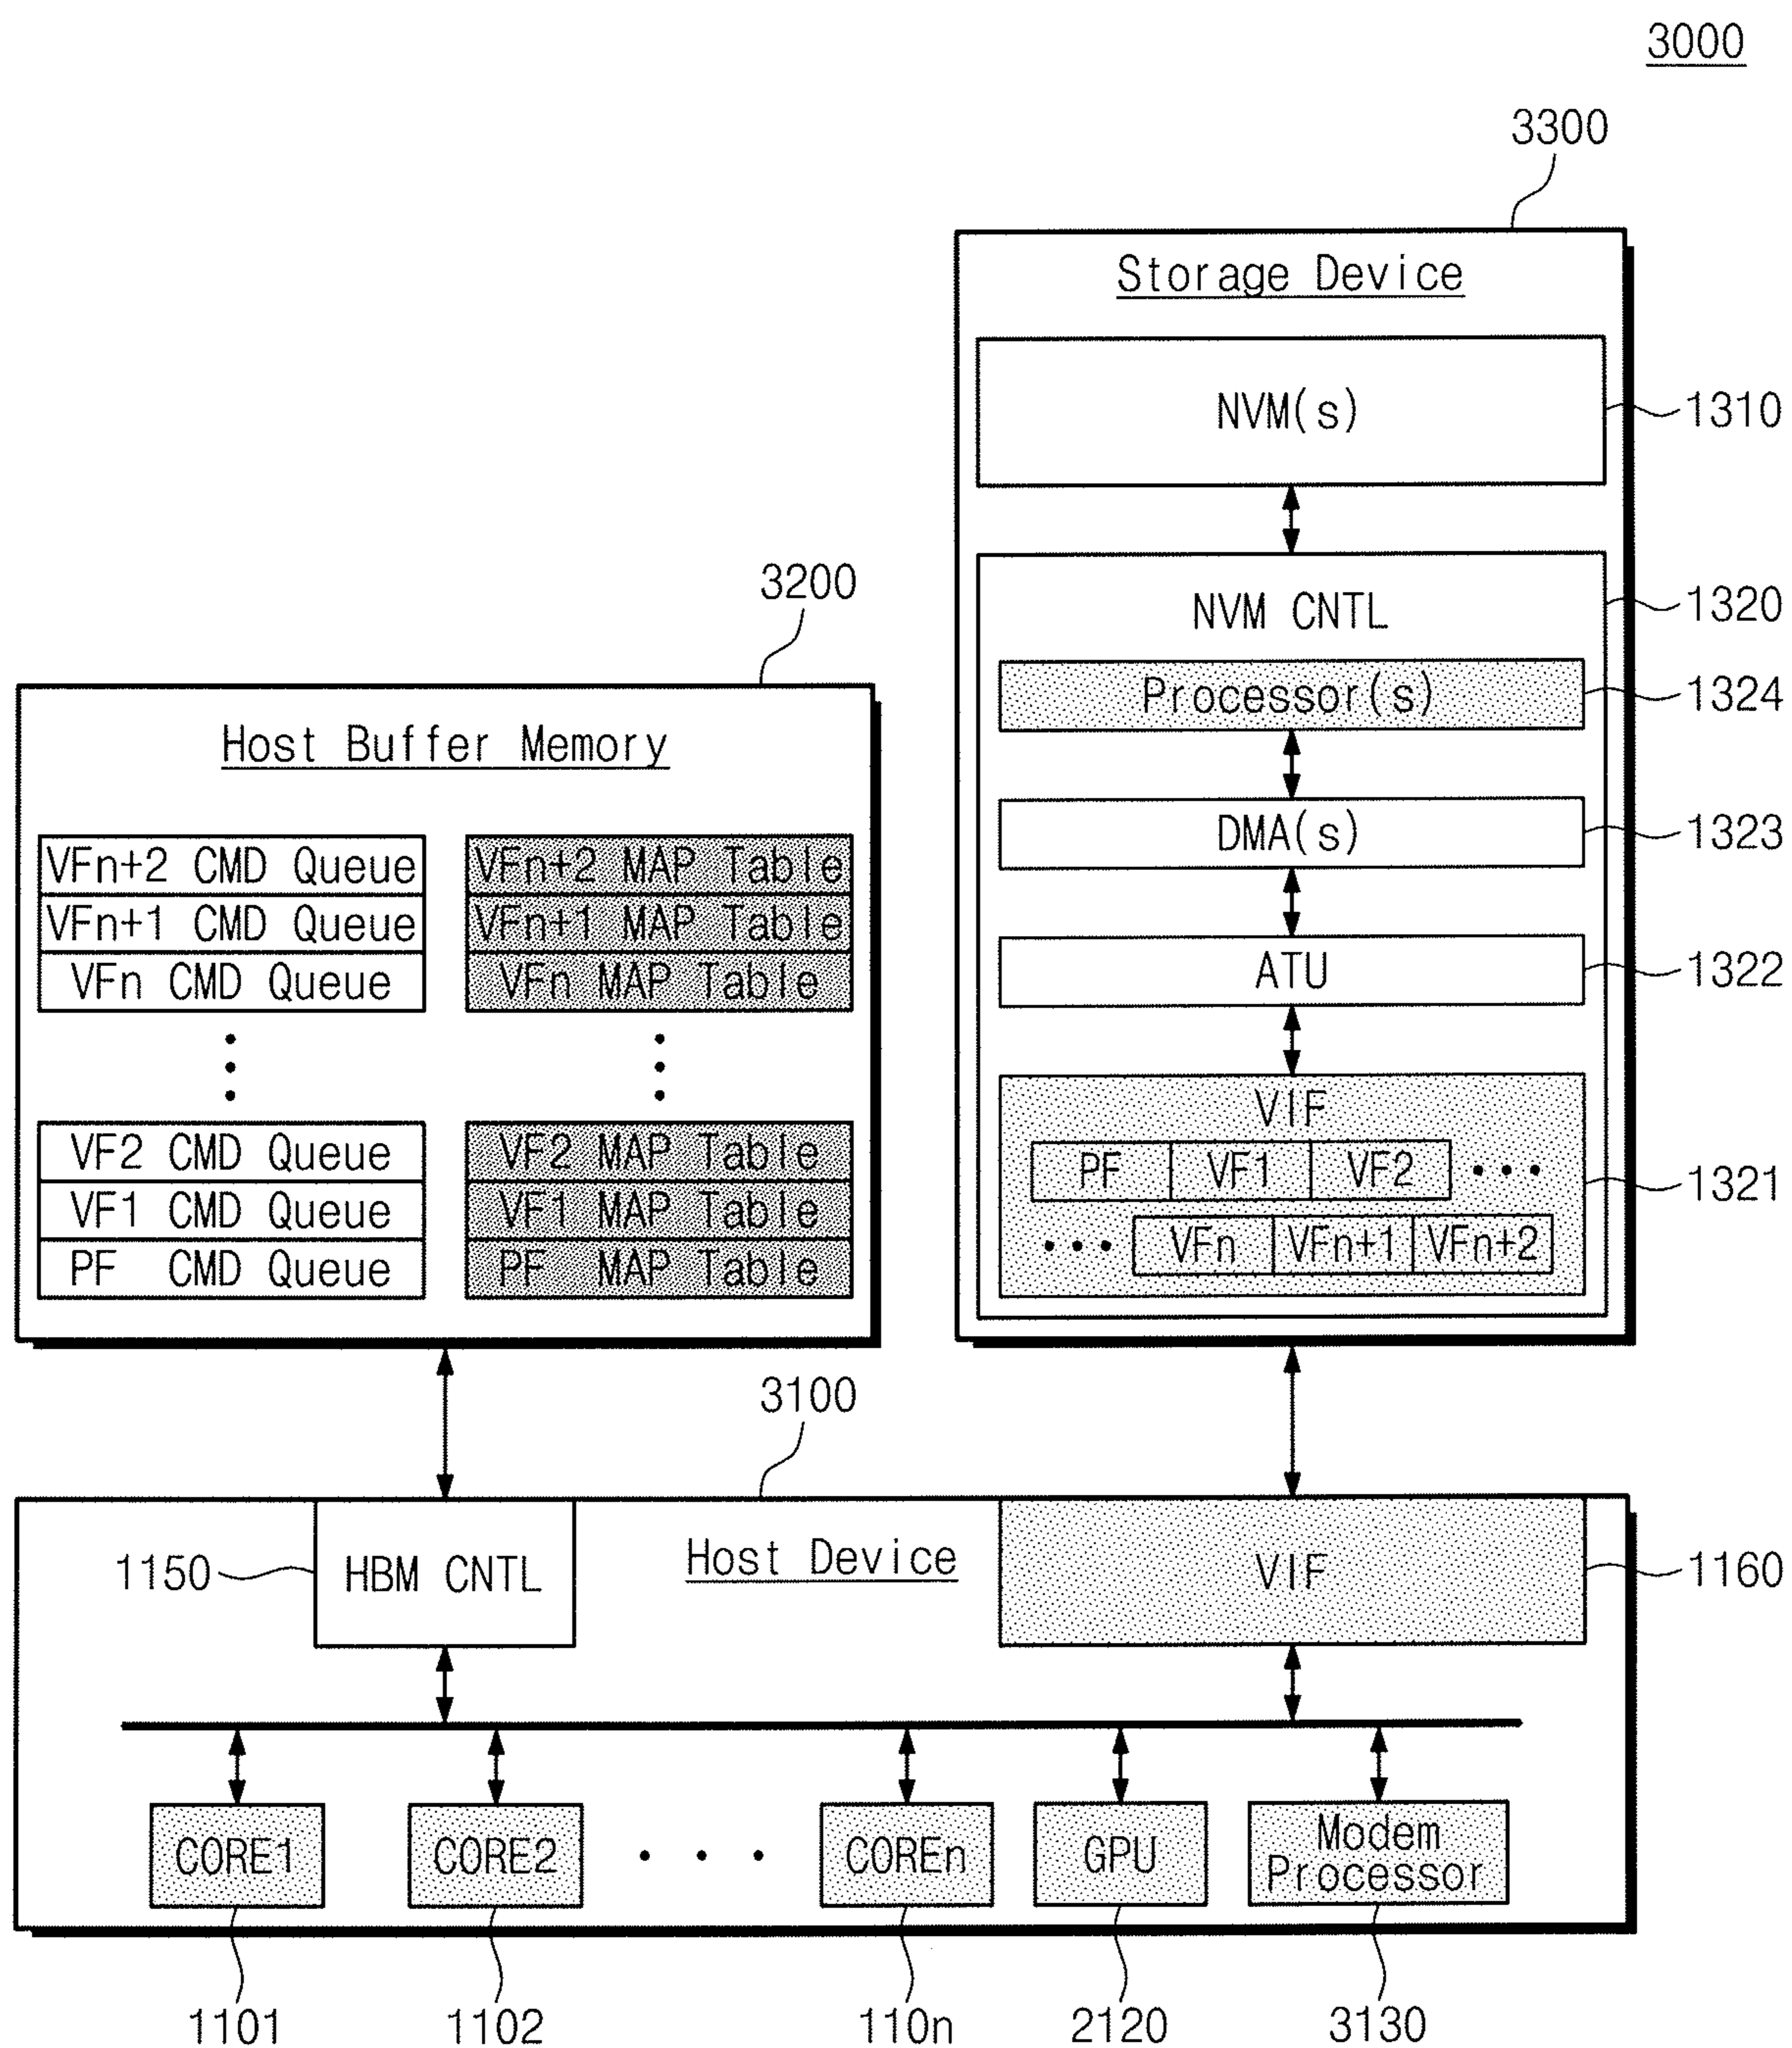 3000
3300
Storage Device
NVM(s)
1310
3200
NVM CNTL
1320
Processor(s)
1324
Host Buffer Memory
DMA(s)
1323
VFn+2 CMD Queue
VFn+2 MAP Table
VFn+1 CMD Queue
VFn+1 MAP Table
VFn CMD Queue
VFn MAP Table
ATU
1322
VIF
VF2 CMD Queue
VF2 MAP Table
PF VF1 VF2
1321
VF1 CMD Queue
VF1 MAP Table
VFn VFn+1 VFn+2
PF CMD Queue
PF MAP Table
3100
1150
HBM CNTL
Host Device
VIF
1160
CORE1
CORE2
COREn
GPU
Modem
Processor
1101
1102
110n
2120
3130